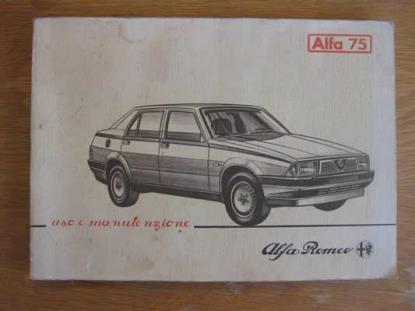 Alfa 75
uso e manutenzione
Alfa Romeo